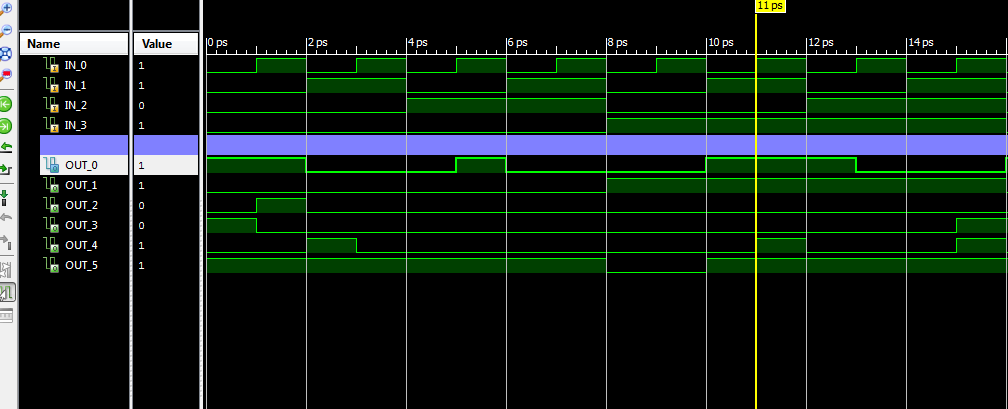 11 ps
Name Value 0 ps 2 ps 4 ps 6 ps 8 ps 10 ps 12 ps 14 ps
IN_0 1
IN_1 1
IN_2 0
IN_3 1
OUT_0 1
OUT_1 1
OUT_2 0
OUT_3 0
OUT_4 1
OUT_5 1